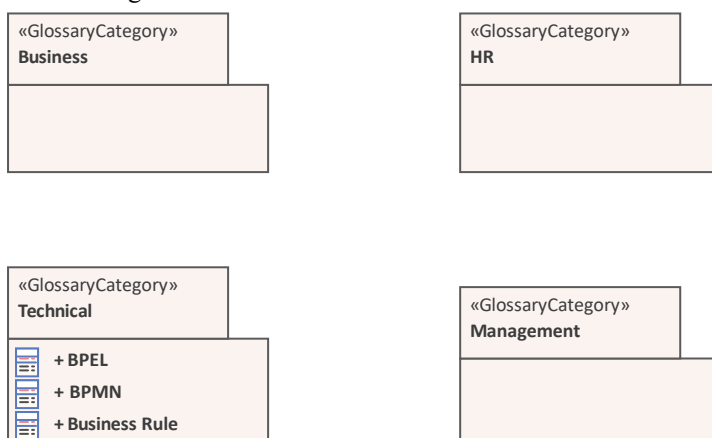 «GlossaryCategory»
Business
«GlossaryCategory»
HR
«GlossaryCategory»
Technical
+ BPEL
+ BPMN
+ Business Rule
«GlossaryCategory»
Management